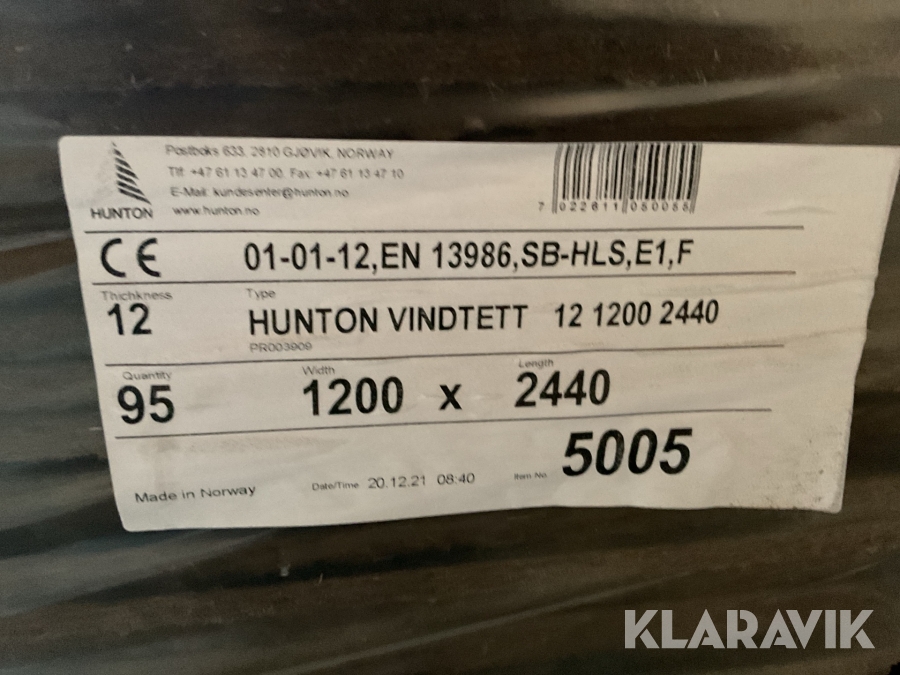 HUNTON
Postboks 633, 2810 GJØVIK, NORWAY
Tlf: +47 61 13 47 00. Fax: +47 61 13 47 10
E-Mail: kundesenter@hunton.no
www.hunton.no
7 022611 050055
CE 01-01-12,EN 13986,SB-HLS,E1,F
Thichkness
12
Type
HUNTON VINDTETT 12 1200 2440
PR003909
Quantity
95
Width
1200 x
Length
2440
Made in Norway
Date/Time 20.12.21 08:40
Item No. 5005
KLARAVIK